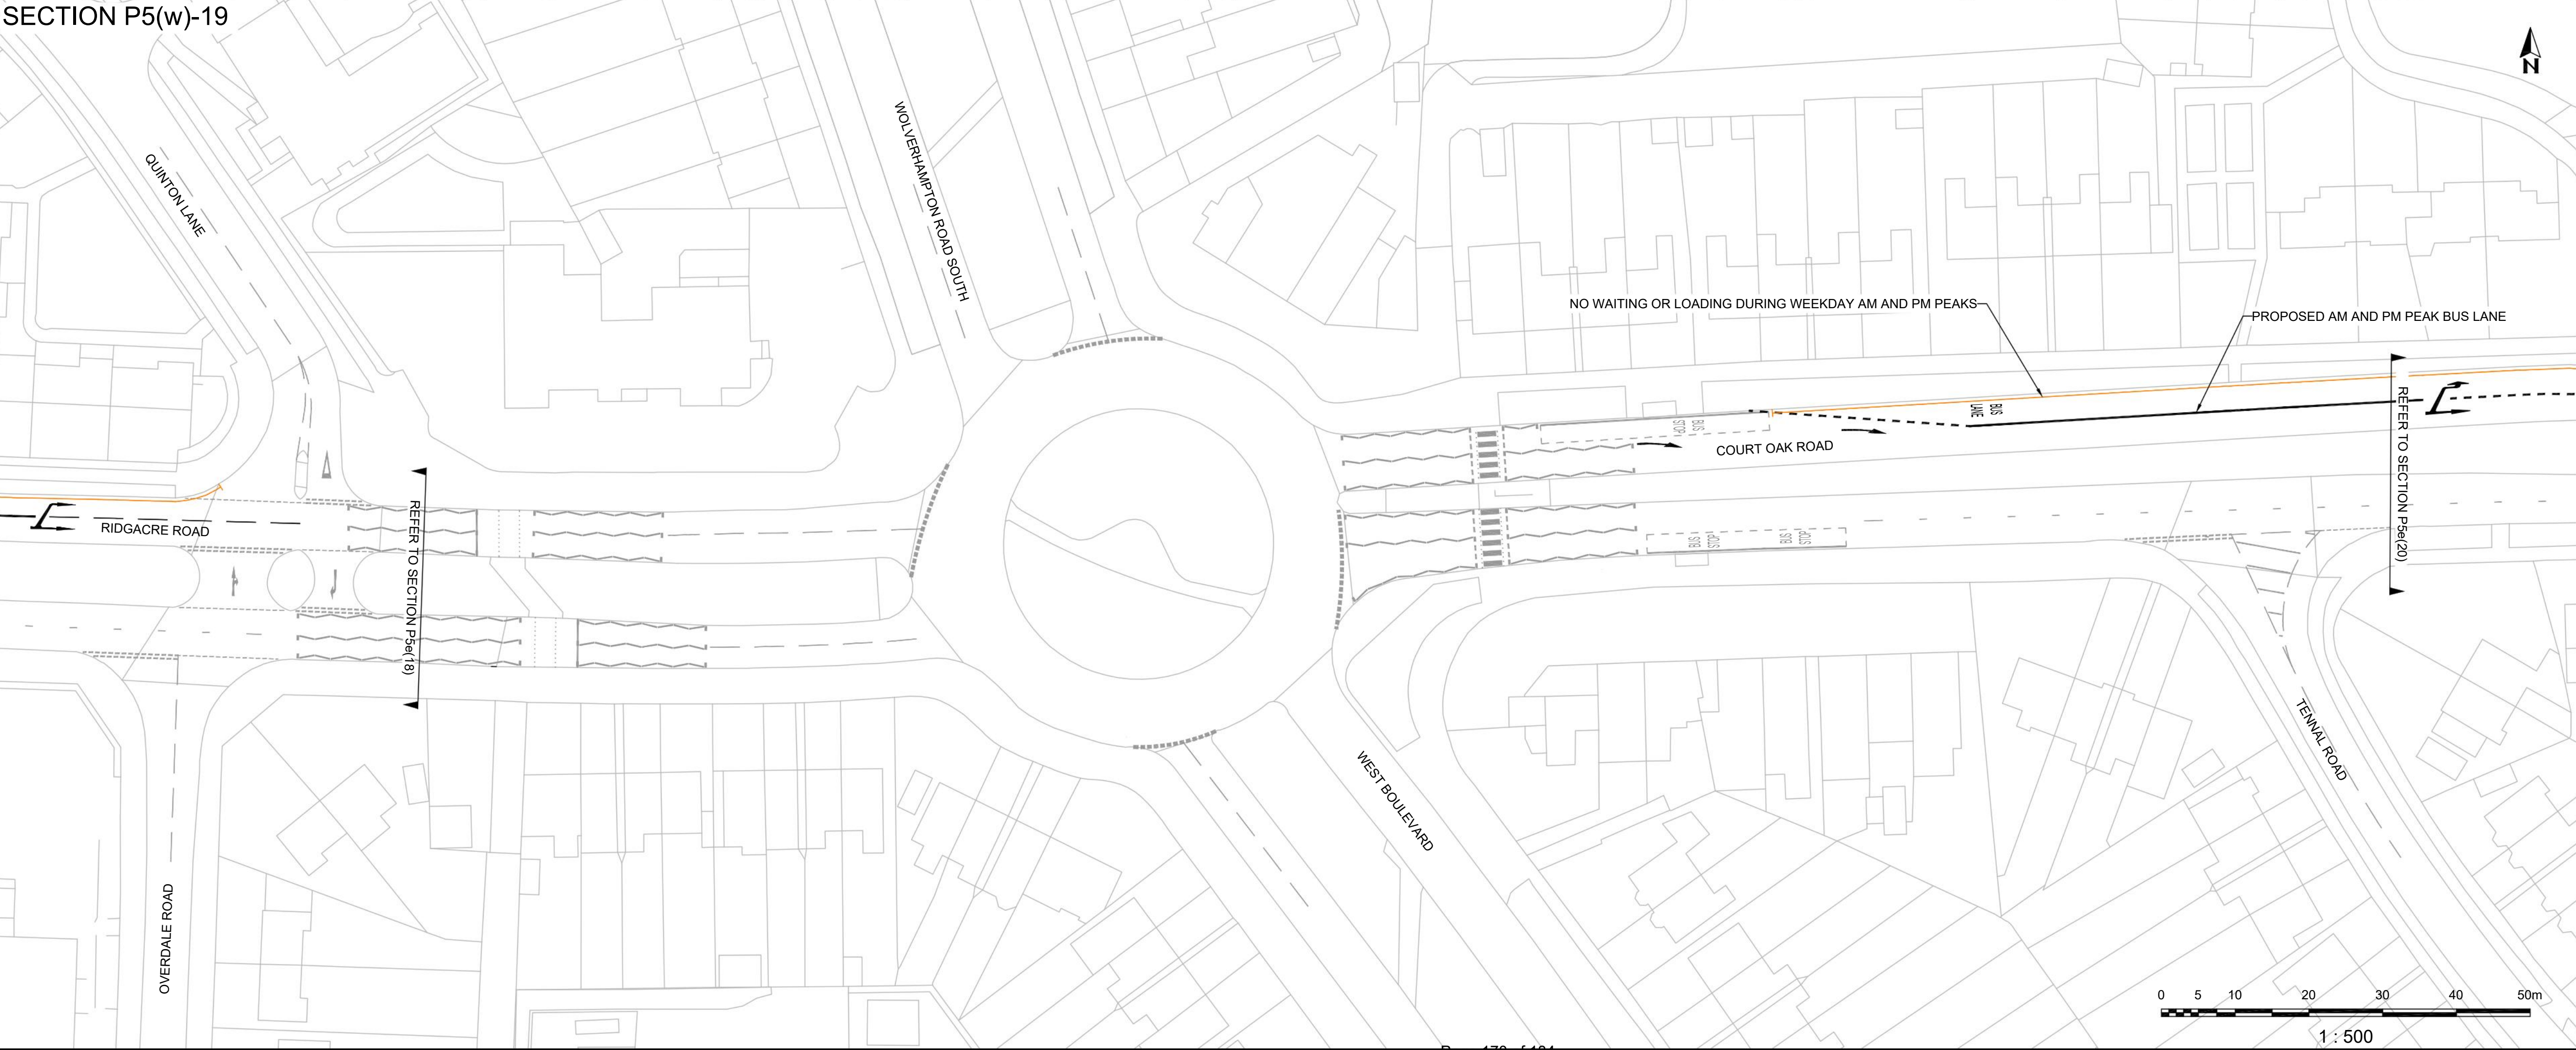 SECTION P5(w)-19
N
QUINTON LANE
WOLVERHAMPTON ROAD SOUTH
NO WAITING OR LOADING DURING WEEKDAY AM AND PM PEAKS
PROPOSED AM AND PM PEAK BUS LANE
BUS
LANE
BUS
STOP
COURT OAK ROAD
REFER TO SECTION P5e(20)
REFER TO SECTION P5e(18)
RIDGACRE ROAD
BUS
STOP
BUS
STOP
OVERDALE ROAD
WEST BOULEVARD
TENNAL ROAD
0 5 10 20 30 40 50m
1 : 500